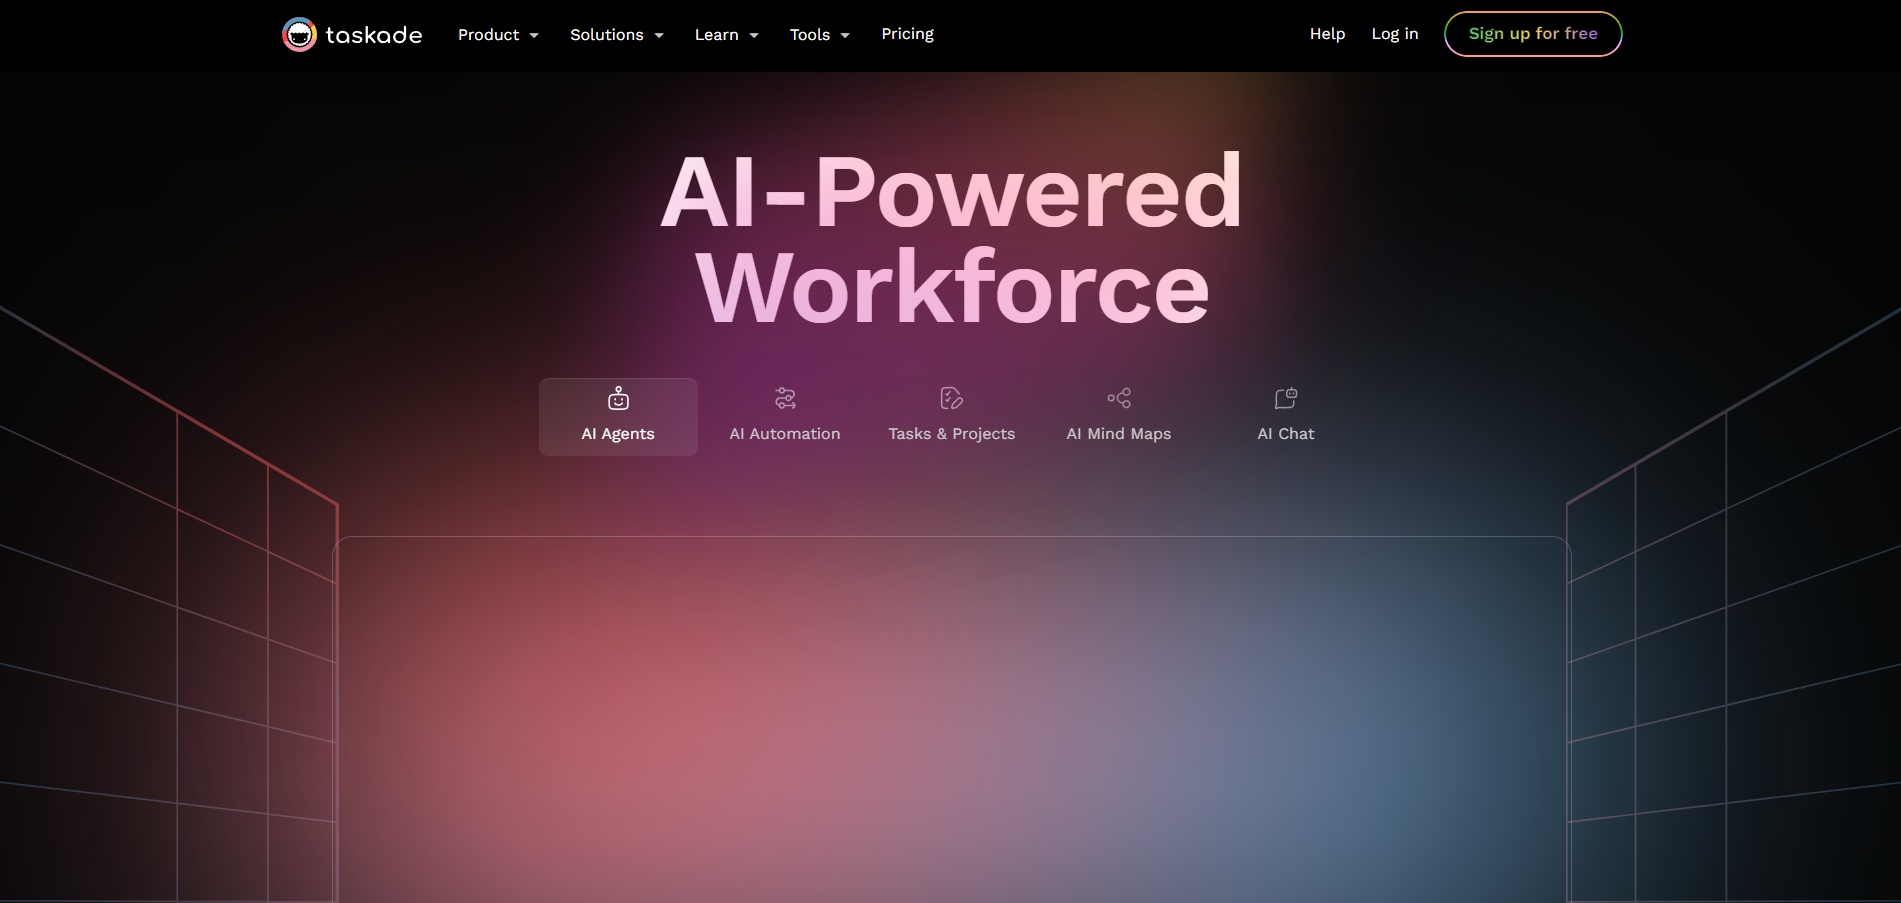 taskade Product Solutions Learn Tools Pricing Help Log in Sign up for free
AI-Powered
Workforce
AI Agents AI Automation Tasks & Projects AI Mind Maps AI Chat